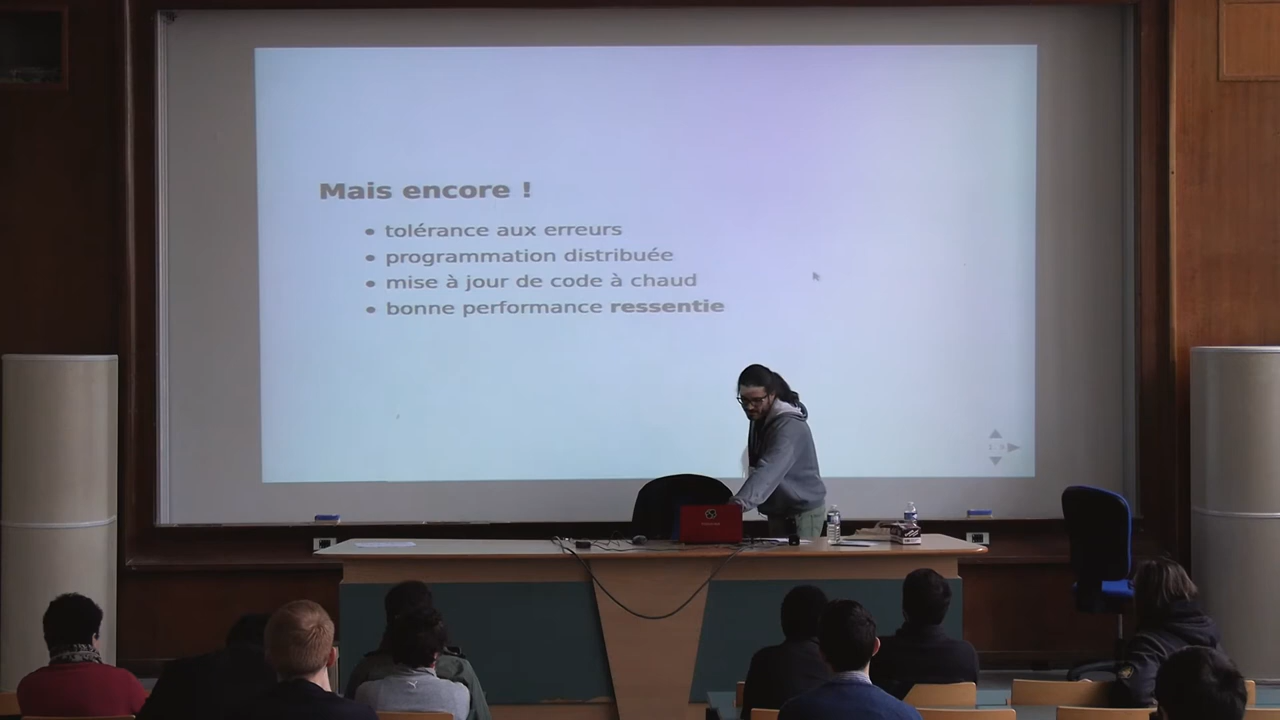 Mais encore !
• tolérance aux erreurs
• programmation distribuée
• mise à jour de code à chaud
• bonne performance ressentie